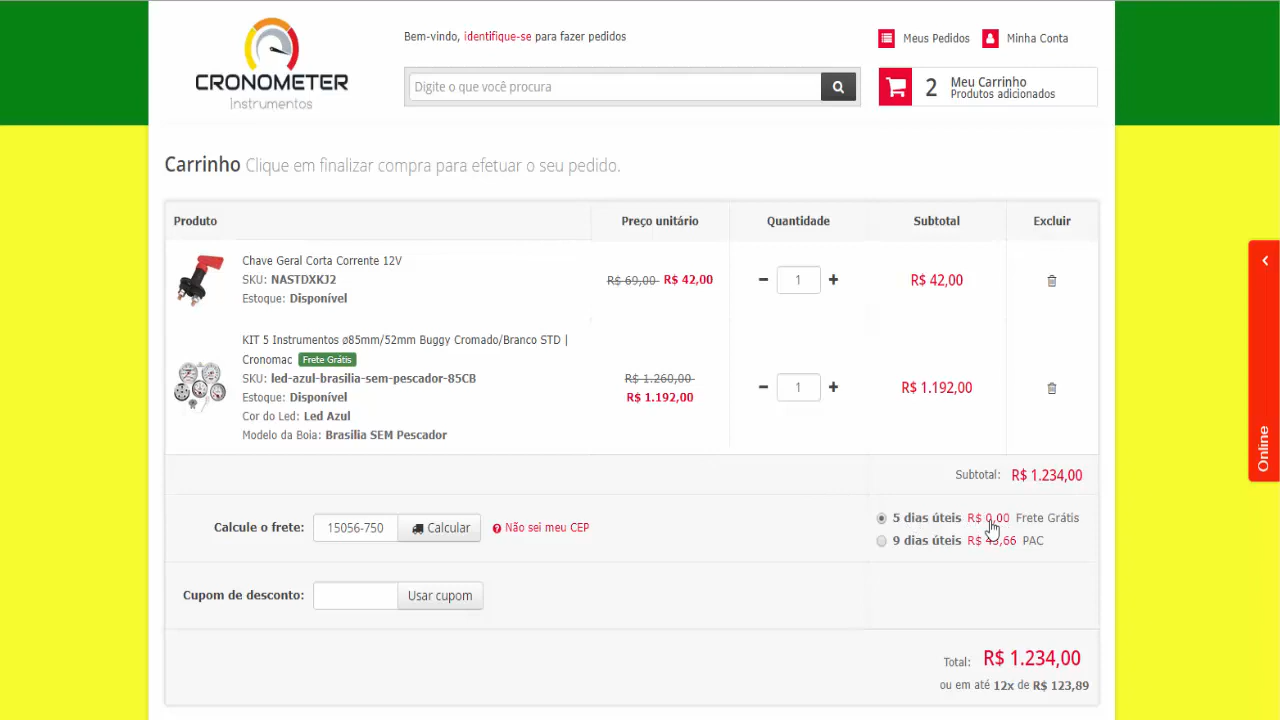 CRONOMETER
Instrumentos
Bem-vindo, identifique-se para fazer pedidos
Meus Pedidos
Minha Conta
Digite o que você procura
2
Meu Carrinho
Produtos adicionados
Carrinho Clique em finalizar compra para efetuar o seu pedido.
Produto Preço unitário Quantidade Subtotal Excluir
Chave Geral Corta Corrente 12V
SKU: NASTDXKJ2
Estoque: Disponível
R$ 69,00 R$ 42,00
1
R$ 42,00
KIT 5 Instrumentos ø85mm/52mm Buggy Cromado/Branco STD |
Cronomac Frete Grátis
SKU: led-azul-brasilia-sem-pescador-85CB
Estoque: Disponível
Cor do Led: Led Azul
Modelo da Boia: Brasilia SEM Pescador
R$ 1.260,00
R$ 1.192,00
1
R$ 1.192,00
Subtotal: R$ 1.234,00
Calcule o frete: 15056-750 Calcular Não sei meu CEP
5 dias úteis R$ 0,00 Frete Grátis
9 dias úteis R$ PAC
Cupom de desconto: Usar cupom
Total: R$ 1.234,00
ou em até 12x de R$ 123,89
Online